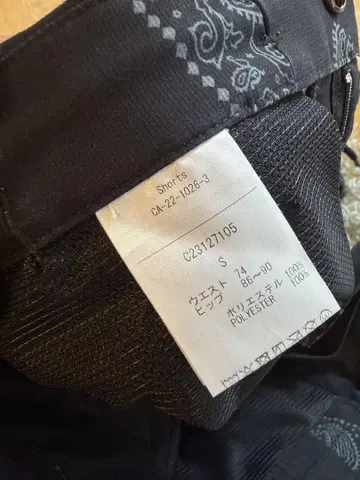 Shorts
CA-22-1026-3
C23127105
S
ウエスト 74
ヒップ 86~90
ポリエステル 100%
POLYESTER 100%